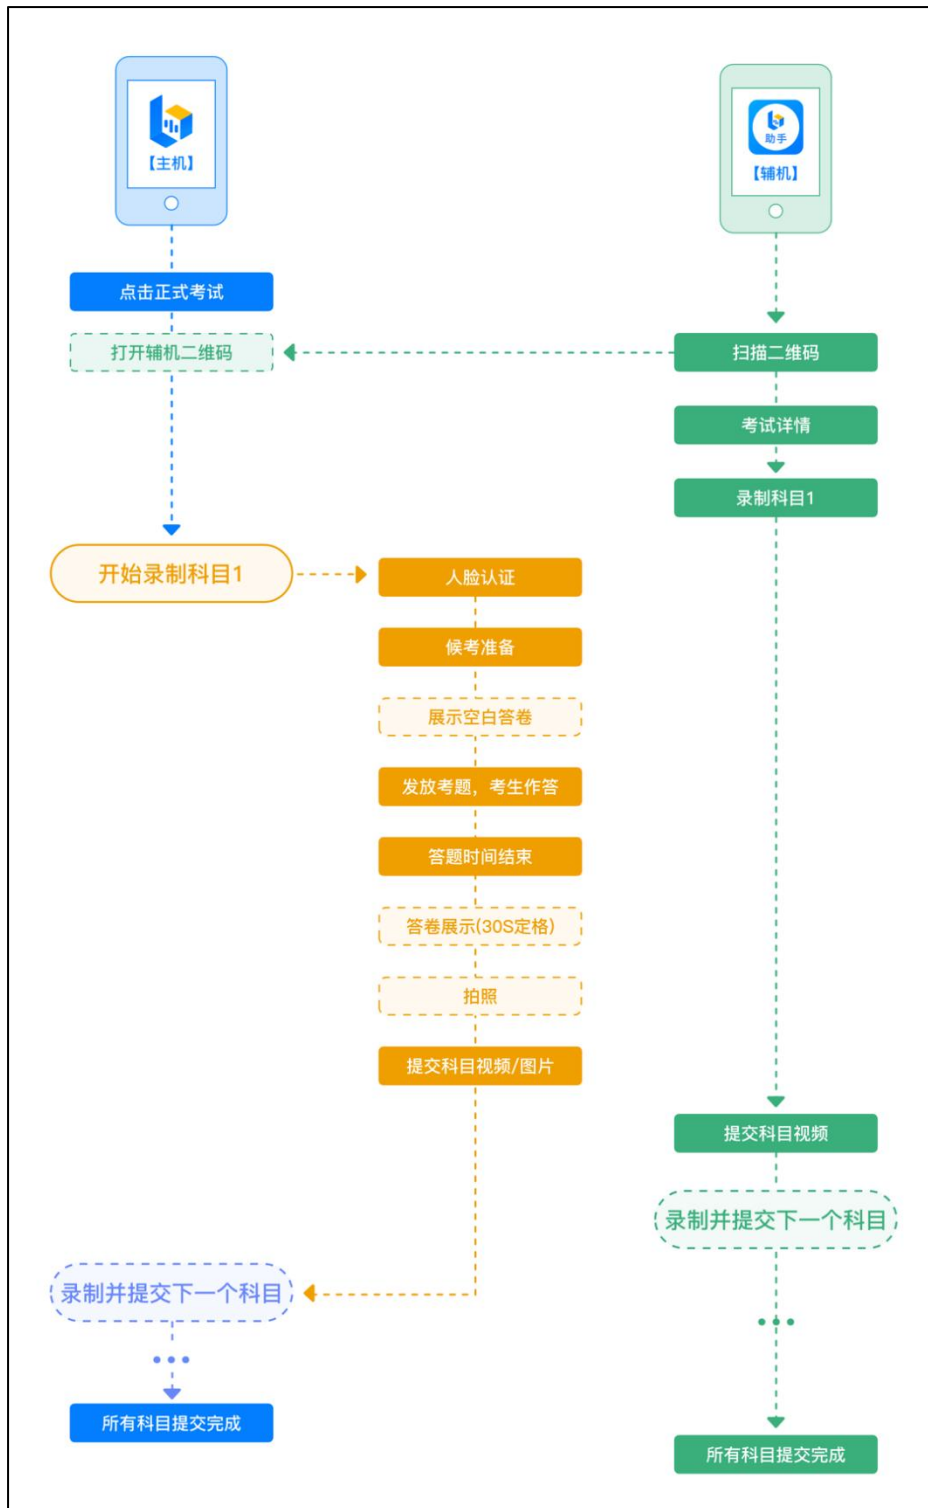 【主机】
助手
【辅机】
点击正式考试
打开辅机二维码
扫描二维码
考试详情
录制科目1
开始录制科目1
人脸认证
候考准备
展示空白答卷
发放考题，考生作答
答题时间结束
答卷展示(30S定格)
拍照
提交科目视频/图片
提交科目视频
录制并提交下一个科目
录制并提交下一个科目
所有科目提交完成
所有科目提交完成